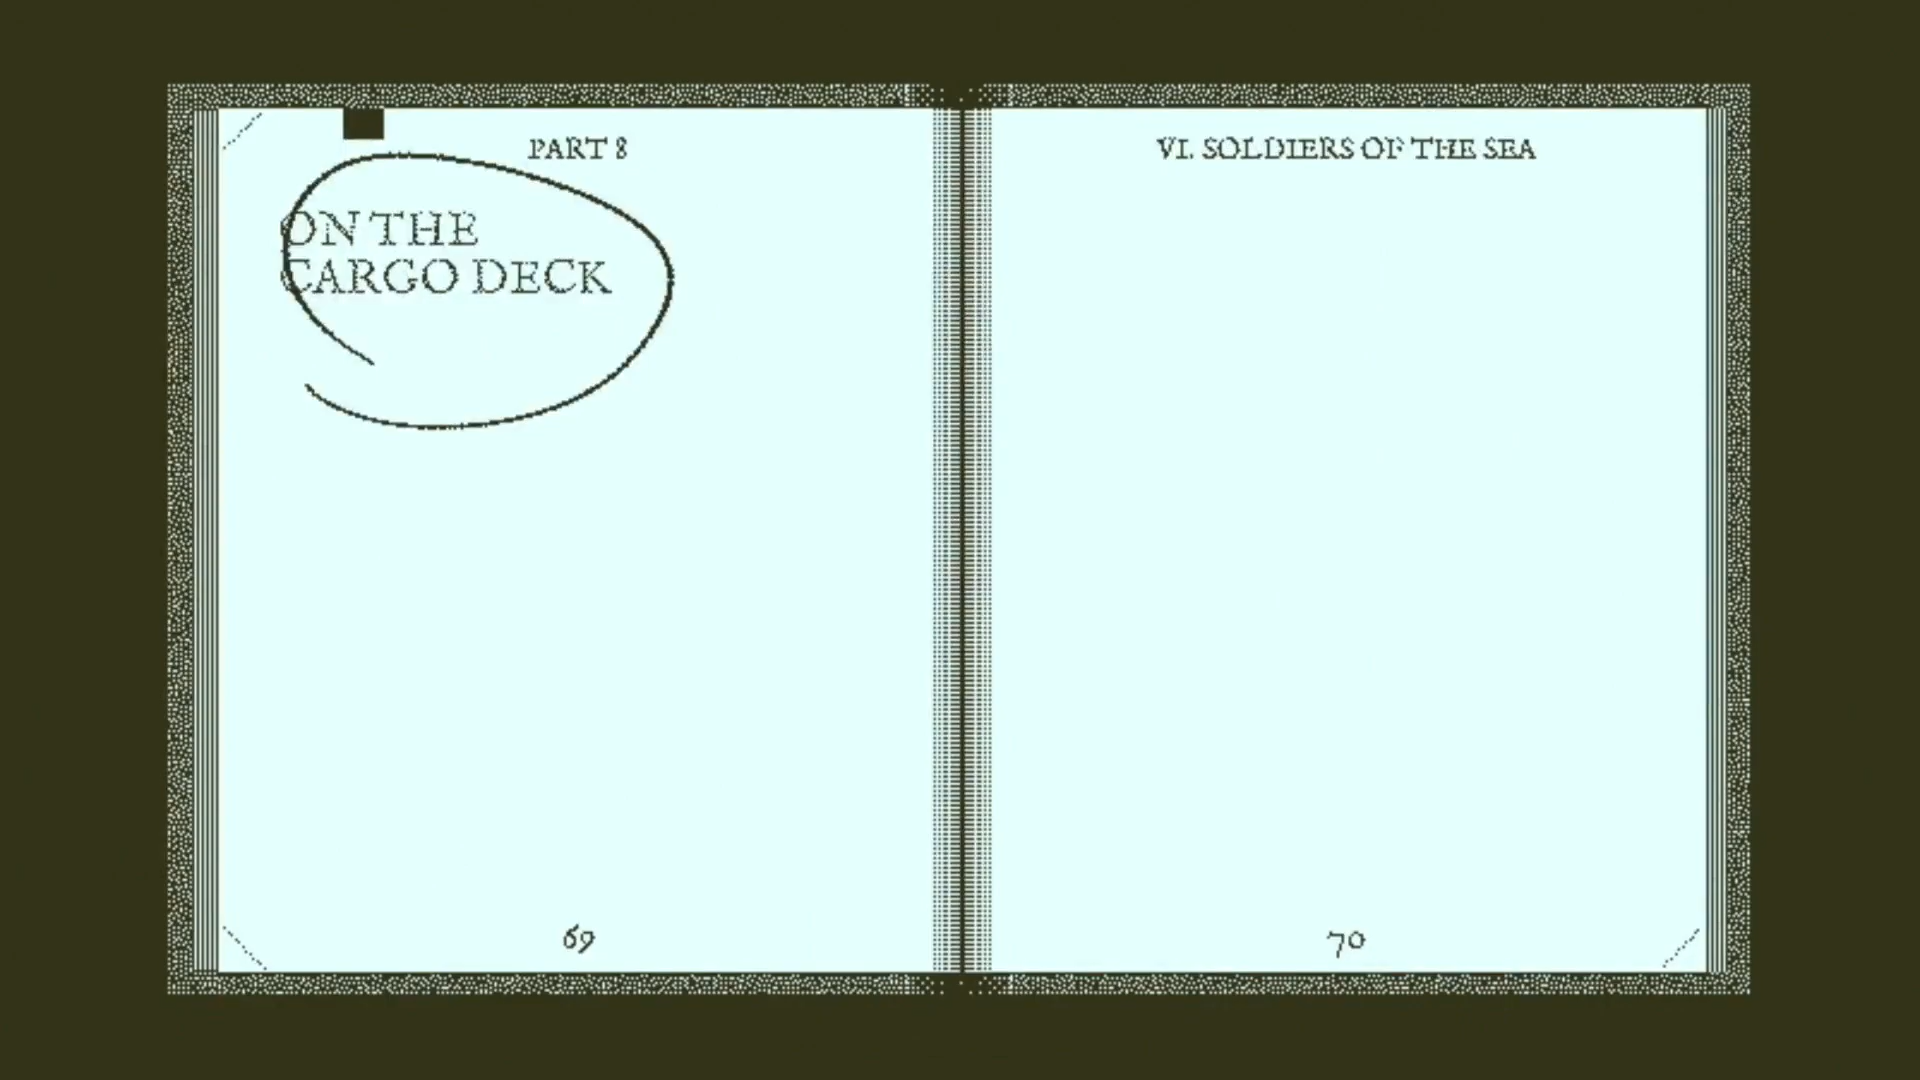 PART 8
ON THE
CARGO DECK
69
VI. SOLDIERS OF THE SEA
70